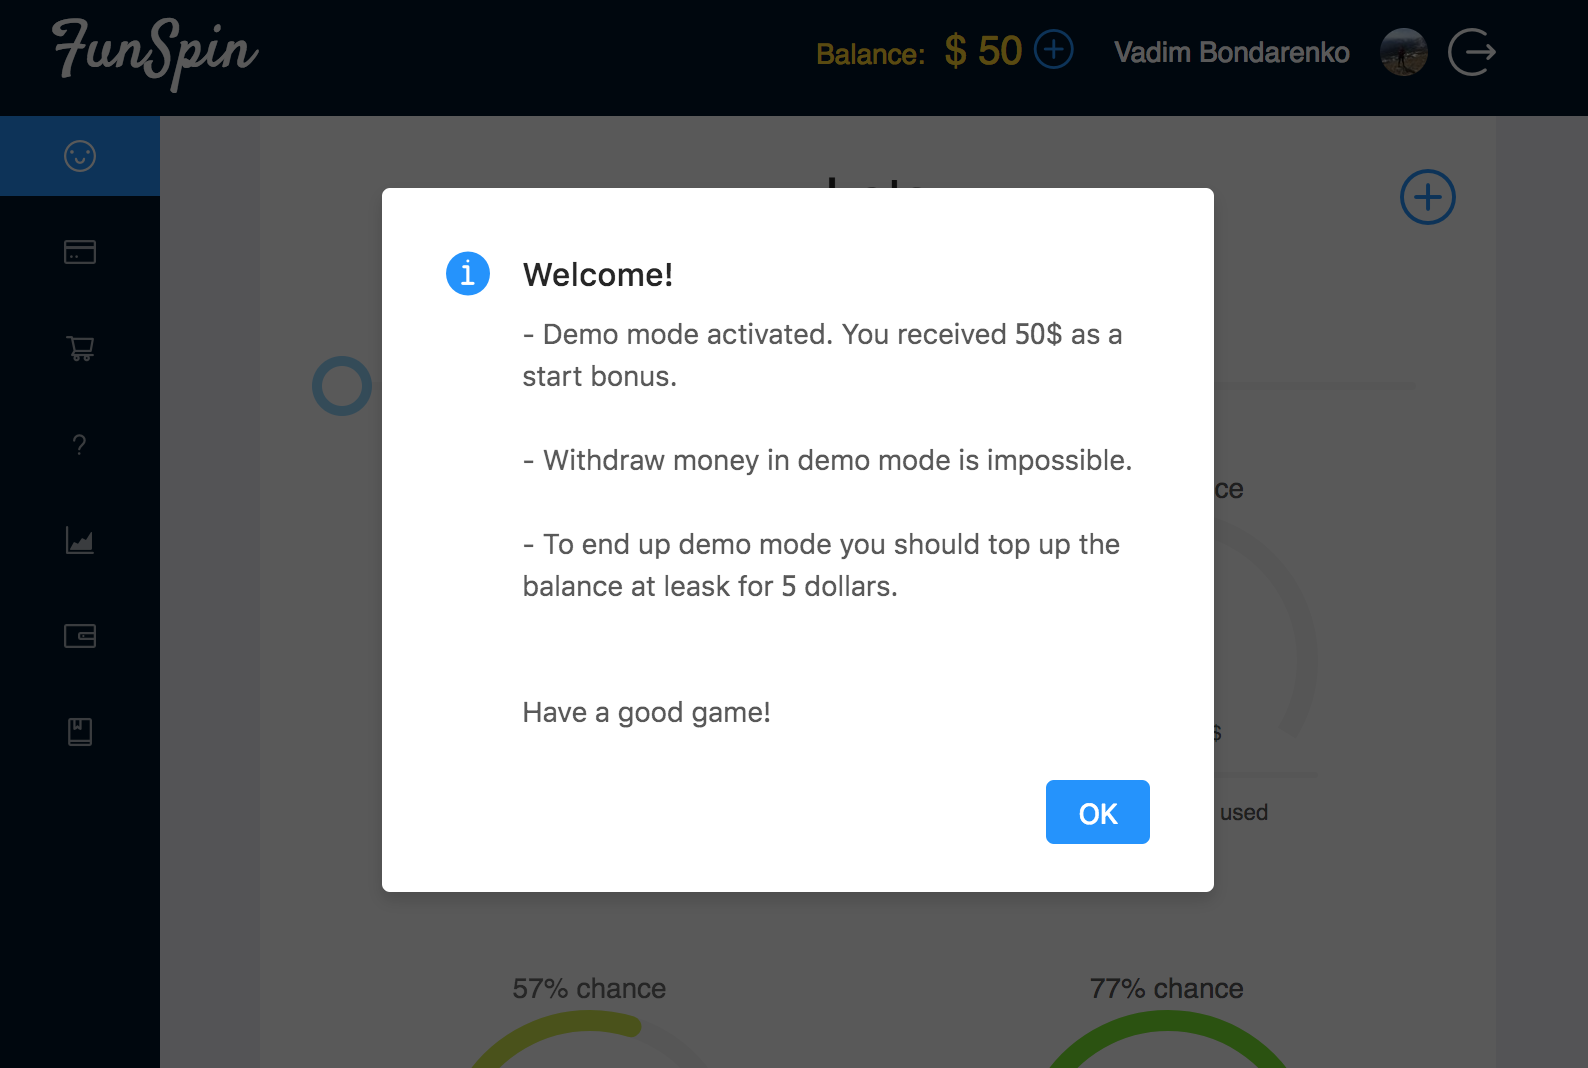 FunSpin
Balance: $ 50
Vadim Bondarenko
Welcome!
- Demo mode activated. You received 50$ as a
start bonus.
- Withdraw money in demo mode is impossible.
- To end up demo mode you should top up the
balance at leask for 5 dollars.
Have a good game!
OK
used
57% chance
77% chance